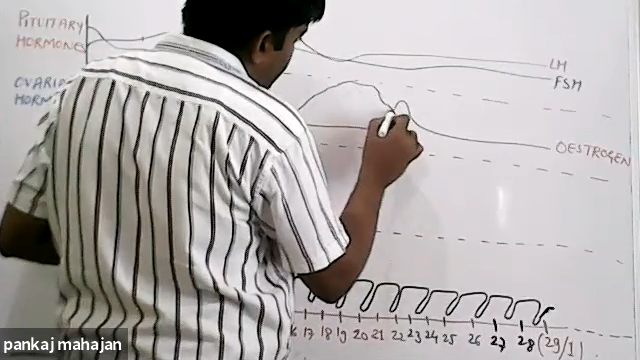 PITUITARY
HORMONES
LH
FSH
OVARIAN
OESTROGEN
17 18 19 20 21 22 23 24 25 26 27 28 (29/1)
pankaj mahajan